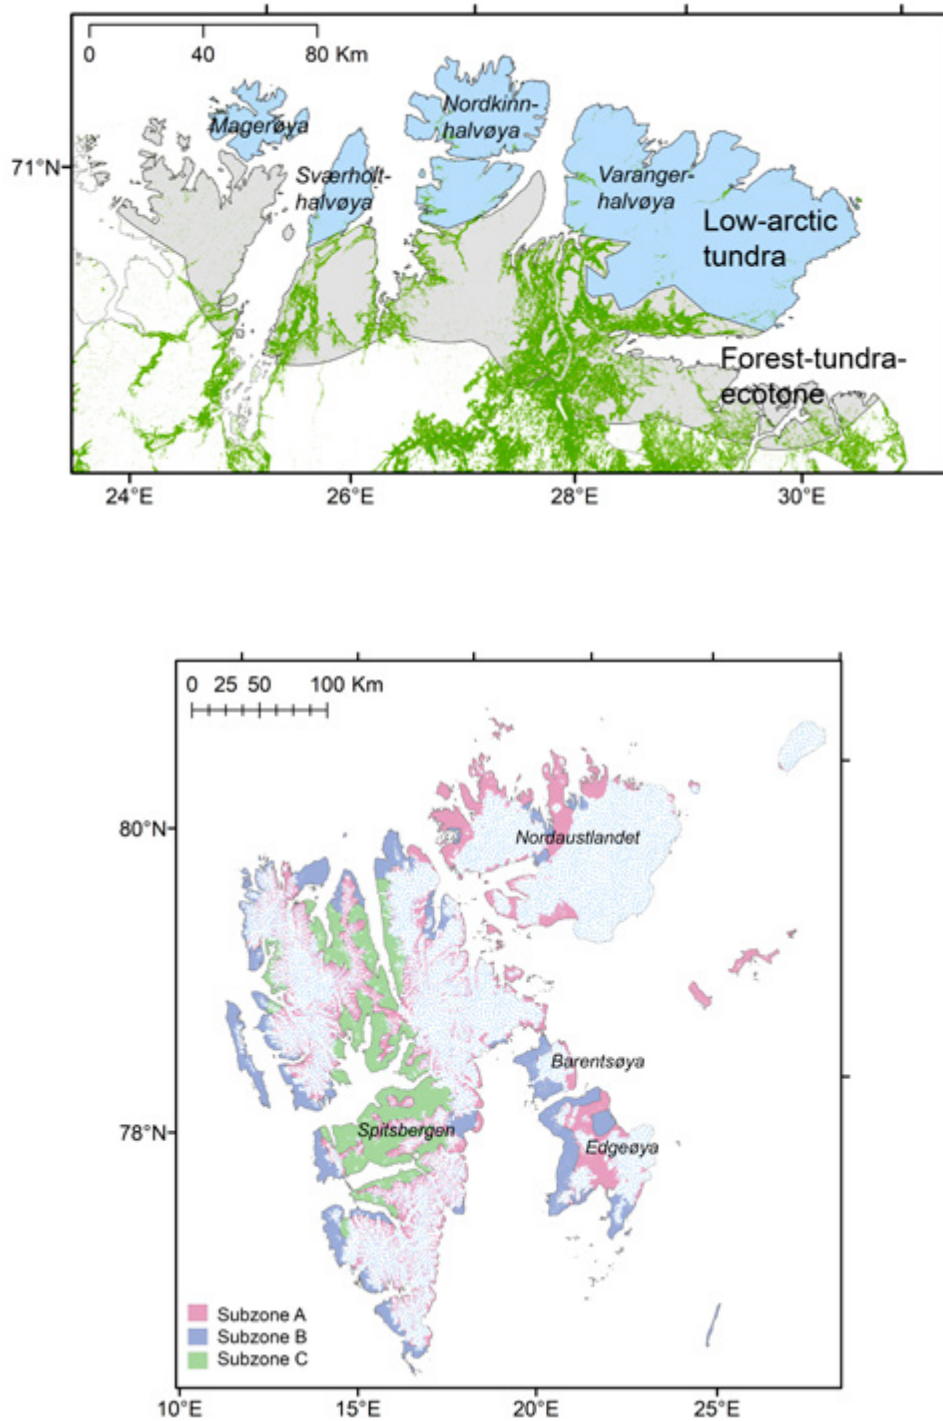 0 40 80 Km
Magerøya
Nordkinn-
halvøya
71°N
Sværholt-
halvøya
Varanger-
halvøya
Low-arctic
tundra
Forest-tundra-
ecotone
24°E 26°E 28°E 30°E
0 25 50 100 Km
80°N
Nordaustlandet
Barentsøya
78°N
Spitsbergen
Edgeøya
Subzone A
Subzone B
Subzone C
10°E 15°E 20°E 25°E